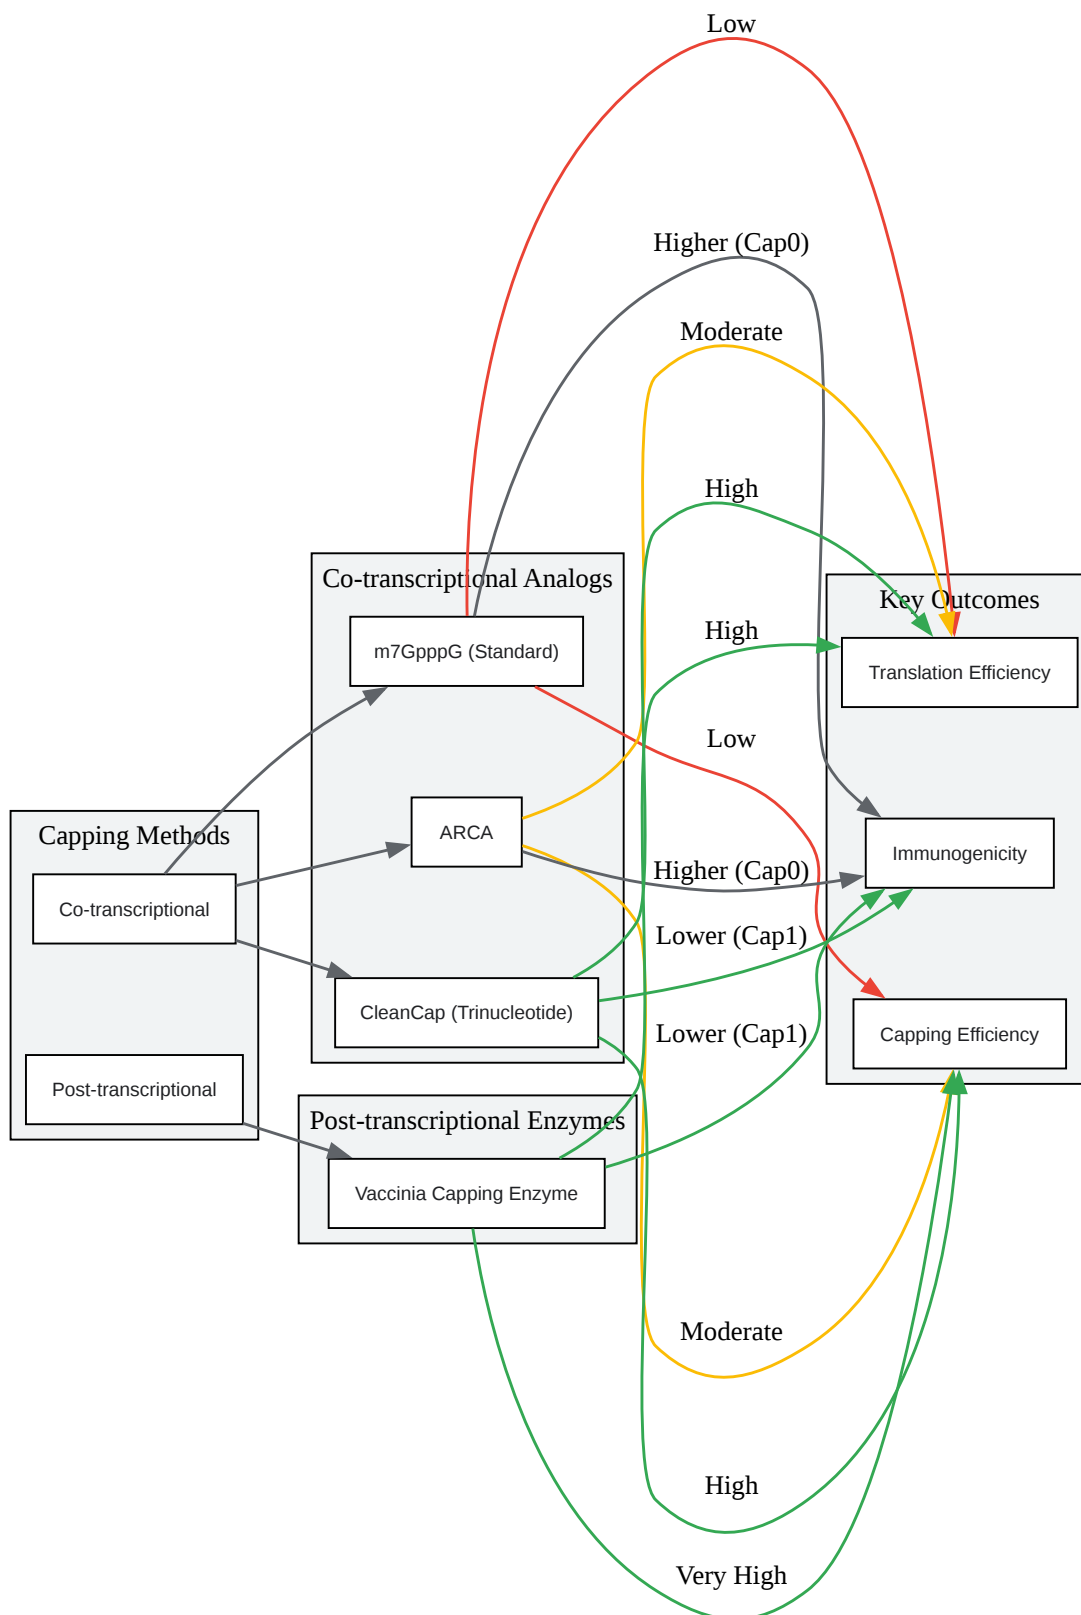 Low
Higher (Cap0)
Moderate
High
Co-transcriptional Analogs
Key Outcomes
High
m7GpppG (Standard)
Translation Efficiency
Low
Capping Methods
ARCA
Immunogenicity
Higher (Cap0)
Co-transcriptional
Lower (Cap1)
CleanCap (Trinucleotide)
Lower (Cap1)
Capping Efficiency
Post-transcriptional
Post-transcriptional Enzymes
Vaccinia Capping Enzyme
Moderate
High
Very High